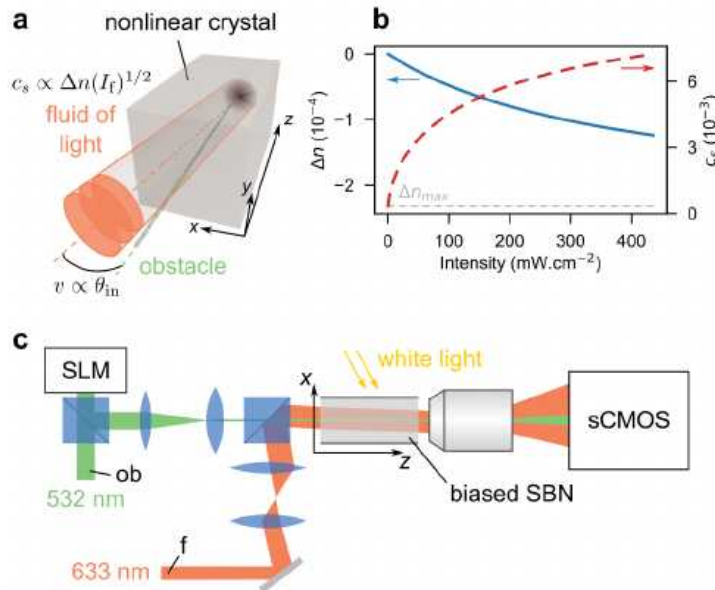 a
nonlinear crystal
c_s ∝ Δn(I_f)^{1/2}
fluid of
light
z
y
x
obstacle
v ∝ θ_in
b
0
−1
−2
Δn (10⁻⁴)
Δn_max
6
3
0
c_s (10⁻³)
0 100 200 300 400
Intensity (mW.cm⁻²)
c
SLM
white light
x
sCMOS
z
ob
biased SBN
532 nm
f
633 nm